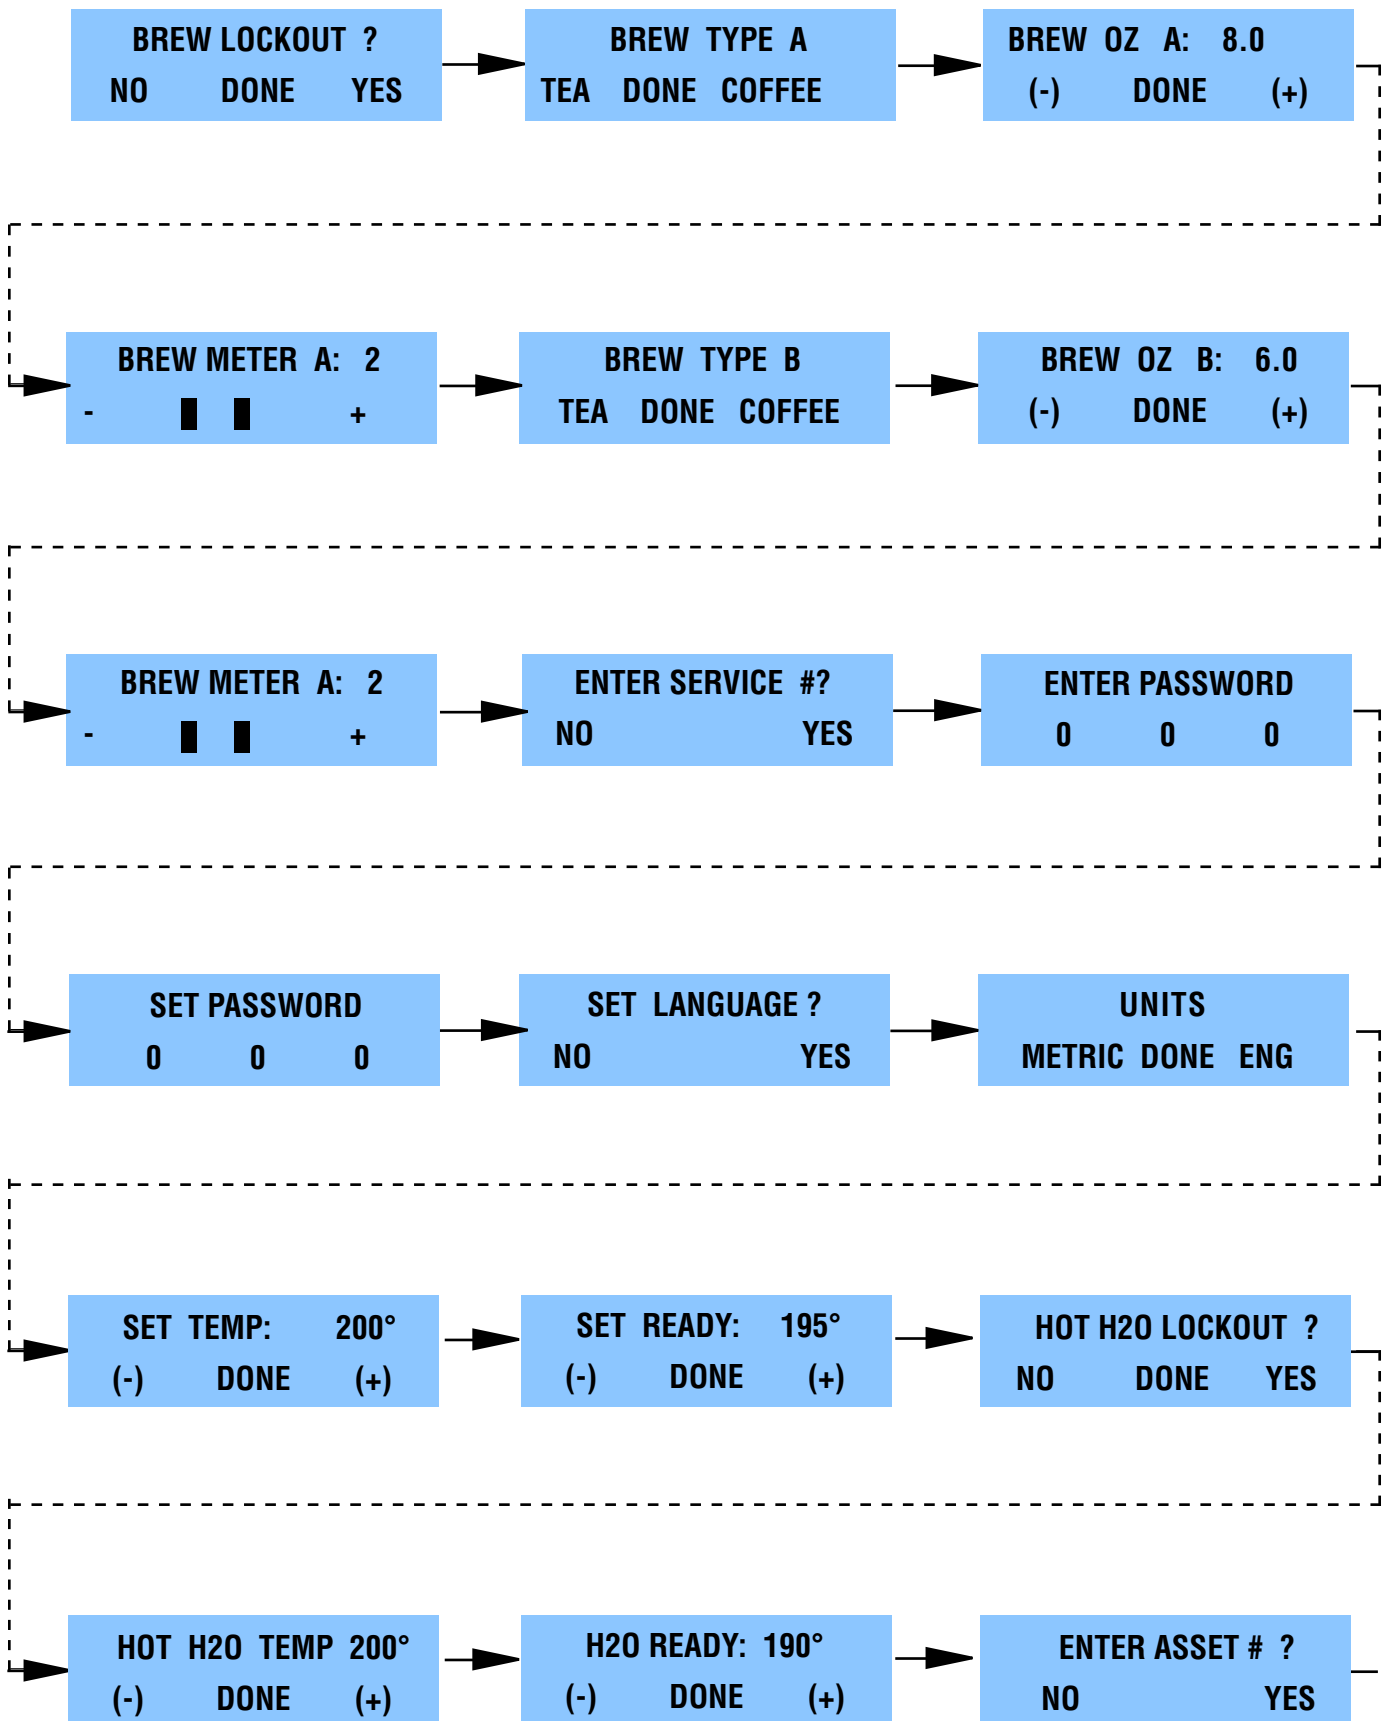 BREW LOCKOUT ?
NO DONE YES
BREW TYPE A
TEA DONE COFFEE
BREW OZ A: 8.0
(-) DONE (+)
BREW METER A: 2
- +
BREW TYPE B
TEA DONE COFFEE
BREW OZ B: 6.0
(-) DONE (+)
BREW METER A: 2
- +
ENTER SERVICE #?
NO YES
ENTER PASSWORD
0 0 0
SET PASSWORD
0 0 0
SET LANGUAGE ?
NO YES
UNITS
METRIC DONE ENG
SET TEMP: 200°
(-) DONE (+)
SET READY: 195°
(-) DONE (+)
HOT H2O LOCKOUT ?
NO DONE YES
HOT H2O TEMP 200°
(-) DONE (+)
H2O READY: 190°
(-) DONE (+)
ENTER ASSET # ?
NO YES